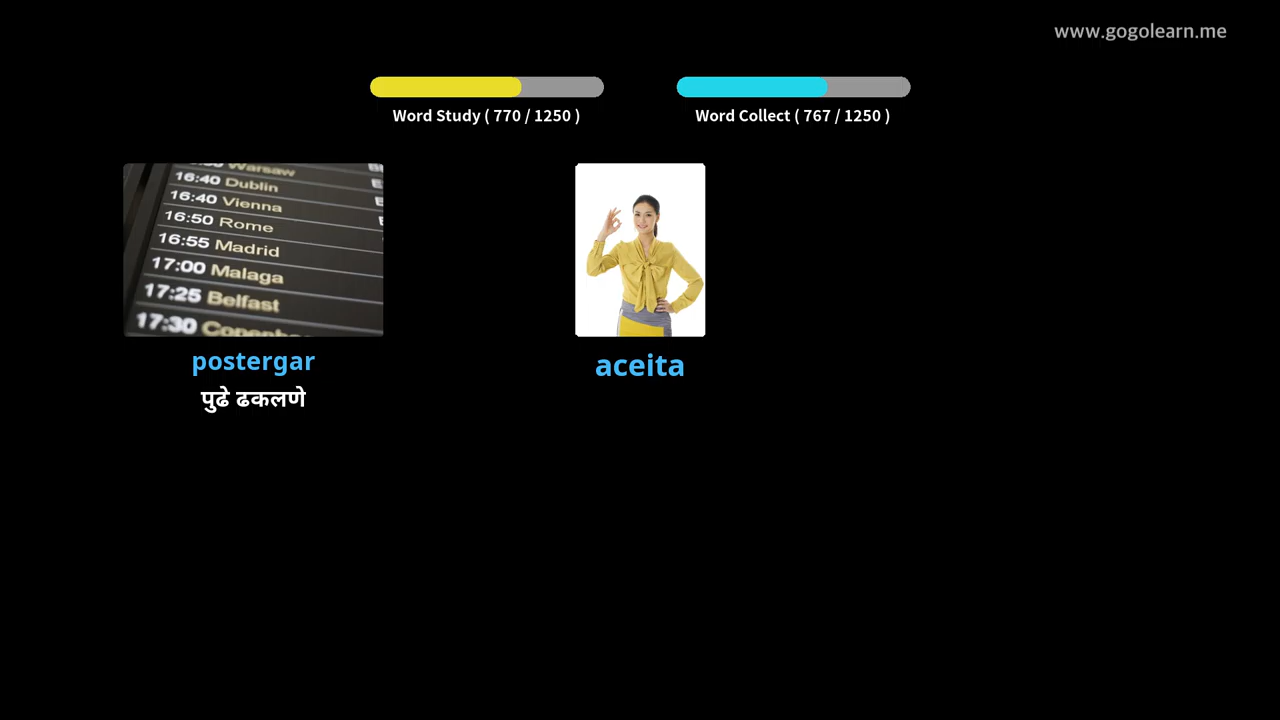 www.gogolearn.me
Word Study ( 770 / 1250 )
Word Collect ( 767 / 1250 )
Warsaw
16:40 Dublin
16:40 Vienna
16:50 Rome
16:55 Madrid
17:00 Malaga
17:25 Belfast
17:30
postergar
पुढे ढकलणे
aceita